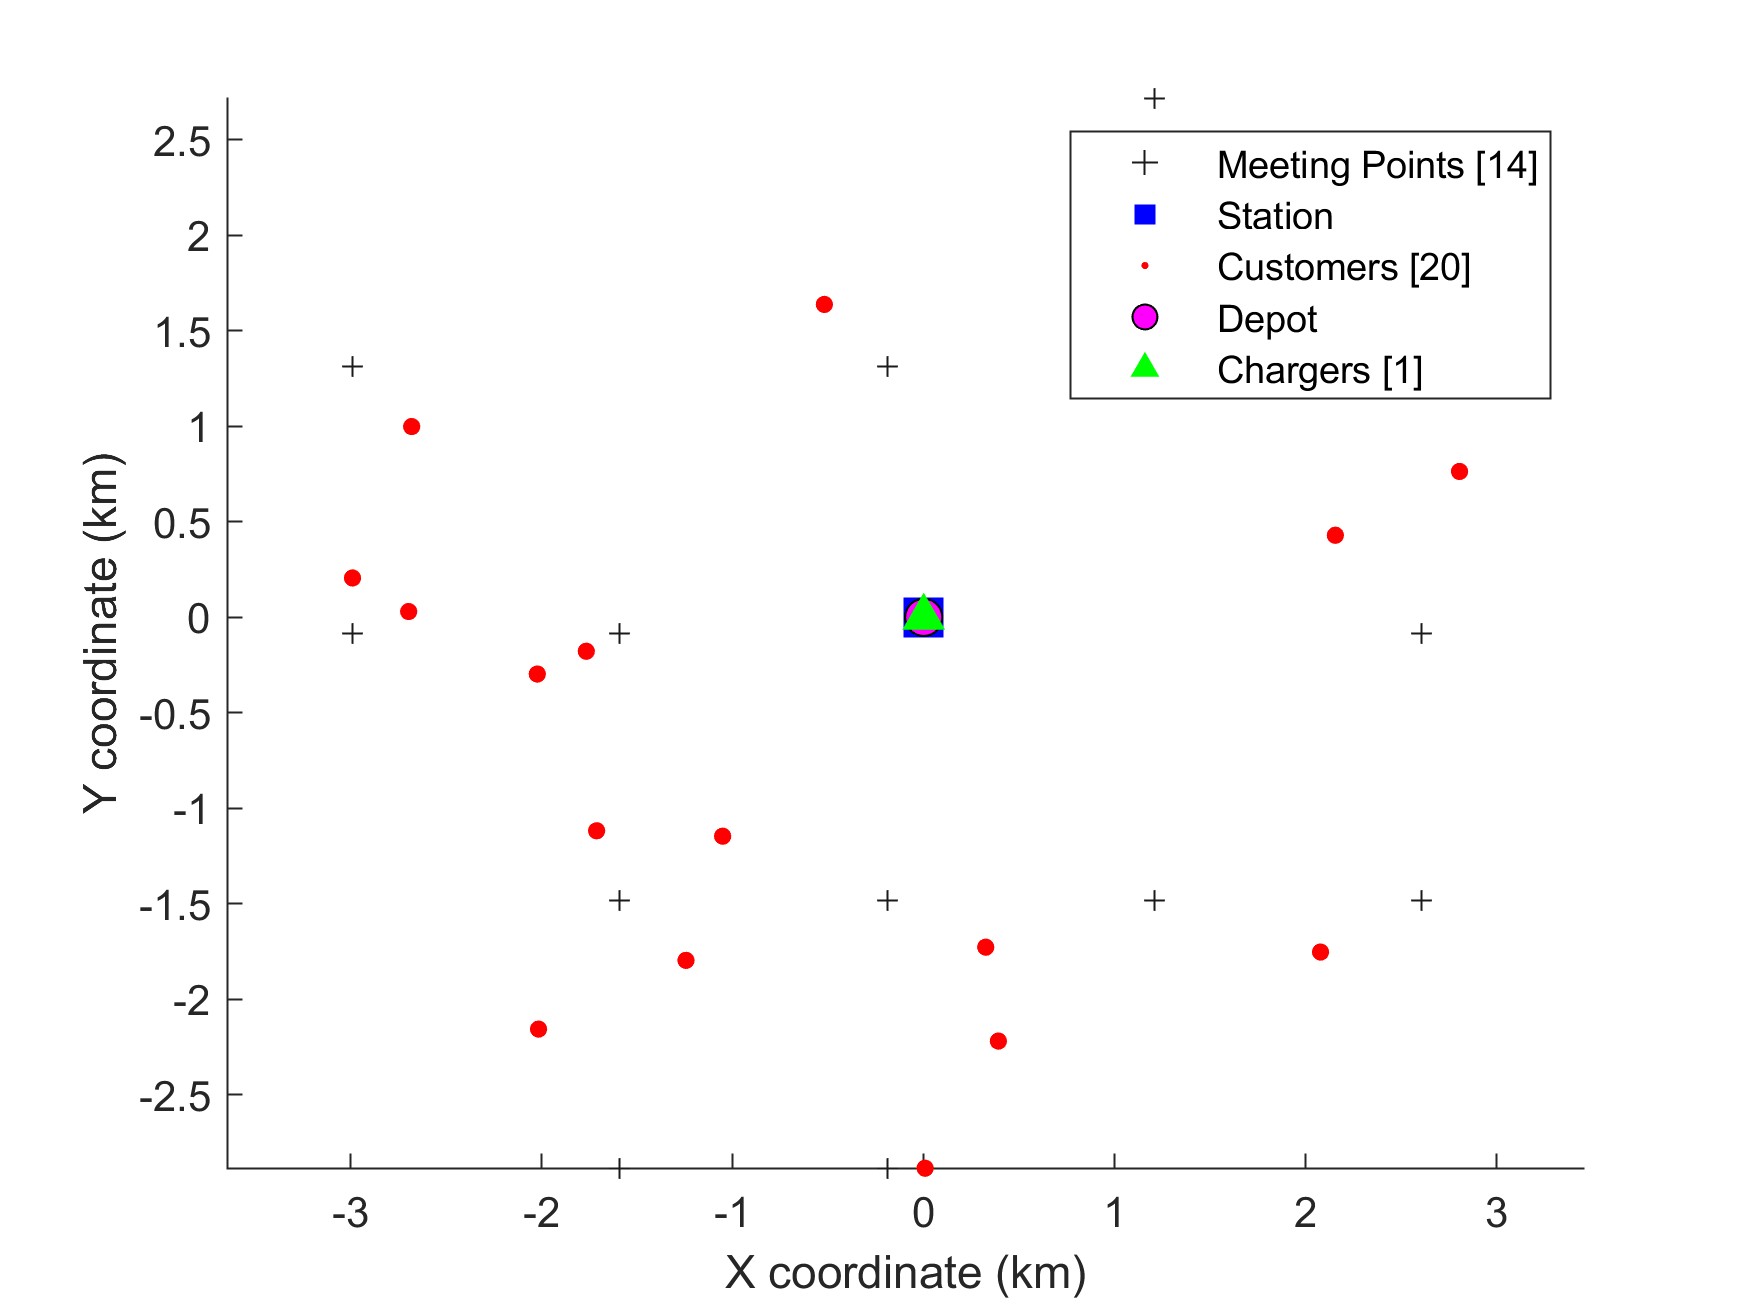 2.5
2
1.5
1
0.5
0
-0.5
-1
-1.5
-2
-2.5
Y coordinate (km)
Meeting Points [14]
Station
Customers [20]
Depot
Chargers [1]
-3 -2 -1 0 1 2 3
X coordinate (km)